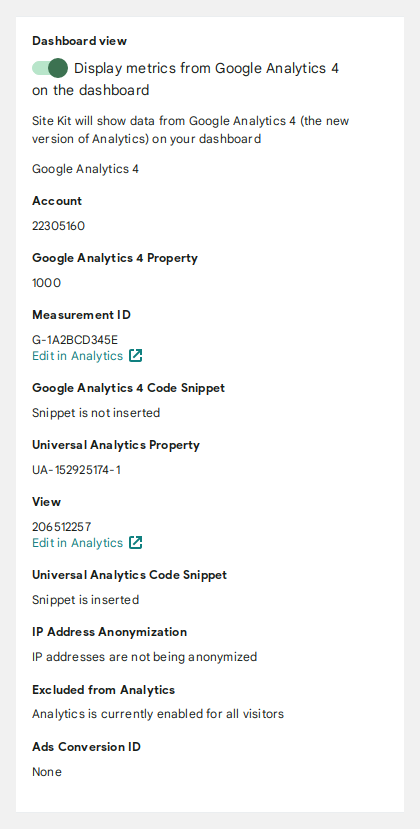 Dashboard view
Display metrics from Google Analytics 4
on the dashboard
Site Kit will show data from Google Analytics 4 (the new
version of Analytics) on your dashboard
Google Analytics 4
Account
22305160
Google Analytics 4 Property
1000
Measurement ID
G-1A2BCD345E
Edit in Analytics
Google Analytics 4 Code Snippet
Snippet is not inserted
Universal Analytics Property
UA-152925174-1
View
206512257
Edit in Analytics
Universal Analytics Code Snippet
Snippet is inserted
IP Address Anonymization
IP addresses are not being anonymized
Excluded from Analytics
Analytics is currently enabled for all visitors
Ads Conversion ID
None